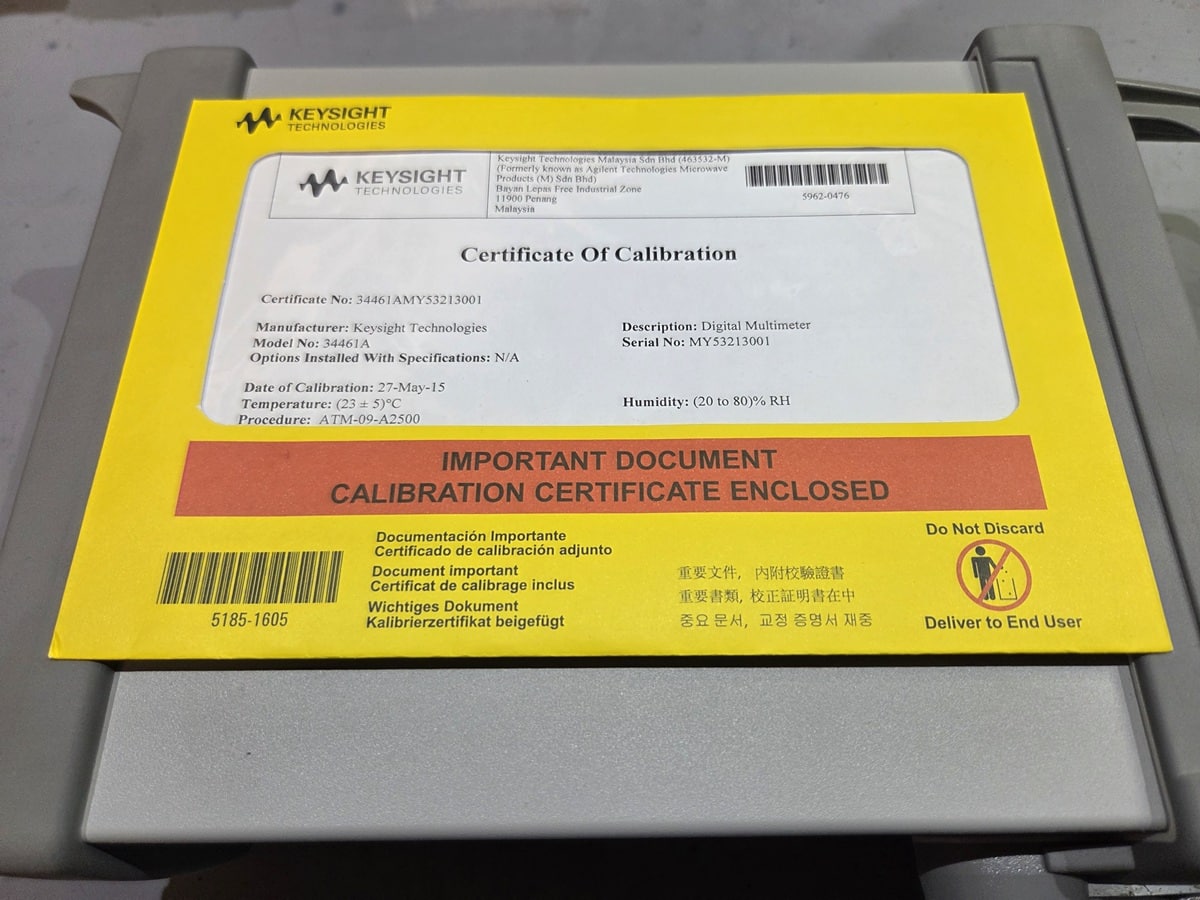 KEYSIGHT
TECHNOLOGIES
KEYSIGHT
TECHNOLOGIES
Keysight Technologies Malaysia Sdn Bhd (463532-M)
(Formerly known as Agilent Technologies Microwave
Products (M) Sdn Bhd)
Bayan Lepas Free Industrial Zone
11900 Penang
Malaysia
5962-0476
Certificate Of Calibration
Certificate No: 34461AMY53213001
Manufacturer: Keysight Technologies
Model No: 34461A
Options Installed With Specifications: N/A
Description: Digital Multimeter
Serial No: MY53213001
Date of Calibration: 27-May-15
Temperature: (23 ± 5)°C
Procedure: ATM-09-A2500
Humidity: (20 to 80)% RH
IMPORTANT DOCUMENT
CALIBRATION CERTIFICATE ENCLOSED
5185-1605
Documentación Importante
Certificado de calibración adjunto
Document important
Certificat de calibrage inclus
Wichtiges Dokument
Kalibrierzertifikat beigefügt
重要文件, 內附校驗證書
重要書類, 校正証明書在中
중요 문서, 교정 증명서 재중
Do Not Discard
Deliver to End User